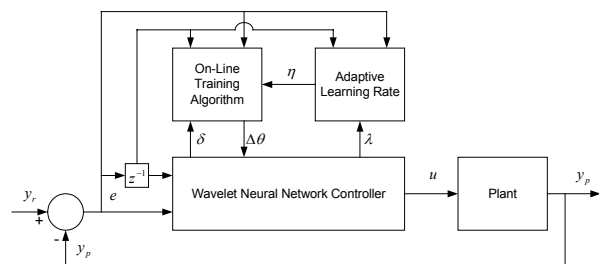 On-Line
Training
Algorithm
η
Adaptive
Learning Rate
δ
Δθ
λ
z⁻¹
Wavelet Neural Network Controller
u
Plant
y_p
y_r
+
e
-
y_p